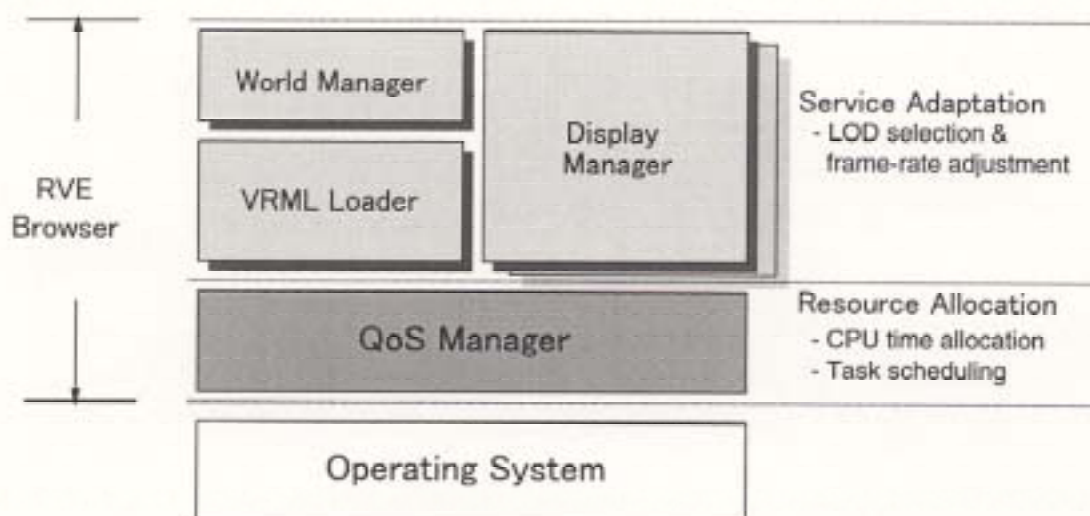 RVE
Browser
World Manager
VRML Loader
Display
Manager
Service Adaptation
- LOD selection &
frame-rate adjustment
QoS Manager
Resource Allocation
- CPU time allocation
- Task scheduling
Operating System